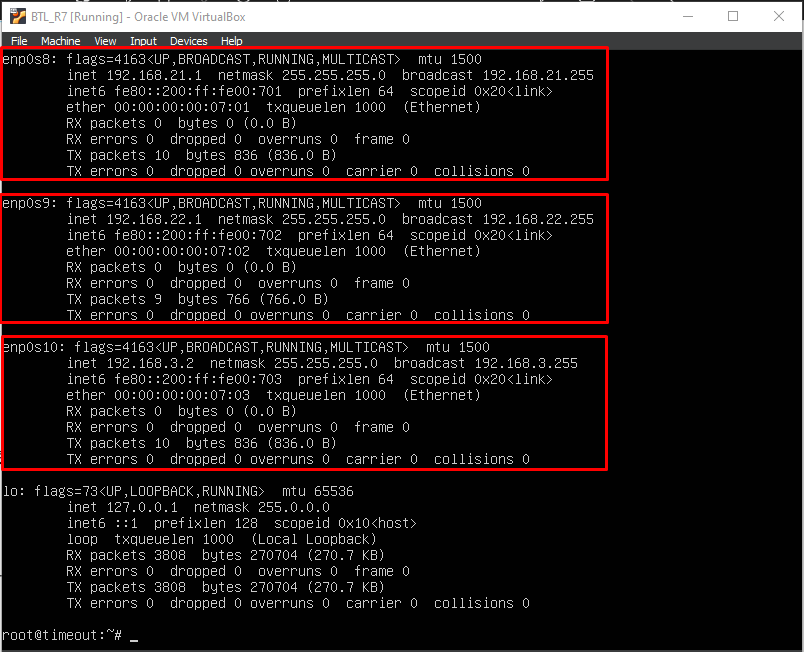 BTL_R7 [Running] - Oracle VM VirtualBox
File Machine View Input Devices Help
enp0s8: flags=4163<UP,BROADCAST,RUNNING,MULTICAST>  mtu 1500
        inet 192.168.21.1  netmask 255.255.255.0  broadcast 192.168.21.255
        inet6 fe80::200:ff:fe00:701  prefixlen 64  scopeid 0x20<link>
        ether 00:00:00:00:07:01  txqueuelen 1000  (Ethernet)
        RX packets 0  bytes 0 (0.0 B)
        RX errors 0  dropped 0  overruns 0  frame 0
        TX packets 10  bytes 836 (836.0 B)
        TX errors 0  dropped 0 overruns 0  carrier 0  collisions 0
enp0s9: flags=4163<UP,BROADCAST,RUNNING,MULTICAST>  mtu 1500
        inet 192.168.22.1  netmask 255.255.255.0  broadcast 192.168.22.255
        inet6 fe80::200:ff:fe00:702  prefixlen 64  scopeid 0x20<link>
        ether 00:00:00:00:07:02  txqueuelen 1000  (Ethernet)
        RX packets 0  bytes 0 (0.0 B)
        RX errors 0  dropped 0  overruns 0  frame 0
        TX packets 9  bytes 766 (766.0 B)
        TX errors 0  dropped 0 overruns 0  carrier 0  collisions 0
enp0s10: flags=4163<UP,BROADCAST,RUNNING,MULTICAST>  mtu 1500
        inet 192.168.3.2  netmask 255.255.255.0  broadcast 192.168.3.255
        inet6 fe80::200:ff:fe00:703  prefixlen 64  scopeid 0x20<link>
        ether 00:00:00:00:07:03  txqueuelen 1000  (Ethernet)
        RX packets 0  bytes 0 (0.0 B)
        RX errors 0  dropped 0  overruns 0  frame 0
        TX packets 10  bytes 836 (836.0 B)
        TX errors 0  dropped 0 overruns 0  carrier 0  collisions 0
lo: flags=73<UP,LOOPBACK,RUNNING>  mtu 65536
        inet 127.0.0.1  netmask 255.0.0.0
        inet6 ::1  prefixlen 128  scopeid 0x10<host>
        loop  txqueuelen 1000  (Local Loopback)
        RX packets 3808  bytes 270704 (270.7 KB)
        RX errors 0  dropped 0  overruns 0  frame 0
        TX packets 3808  bytes 270704 (270.7 KB)
        TX errors 0  dropped 0 overruns 0  carrier 0  collisions 0
root@timeout:~# _